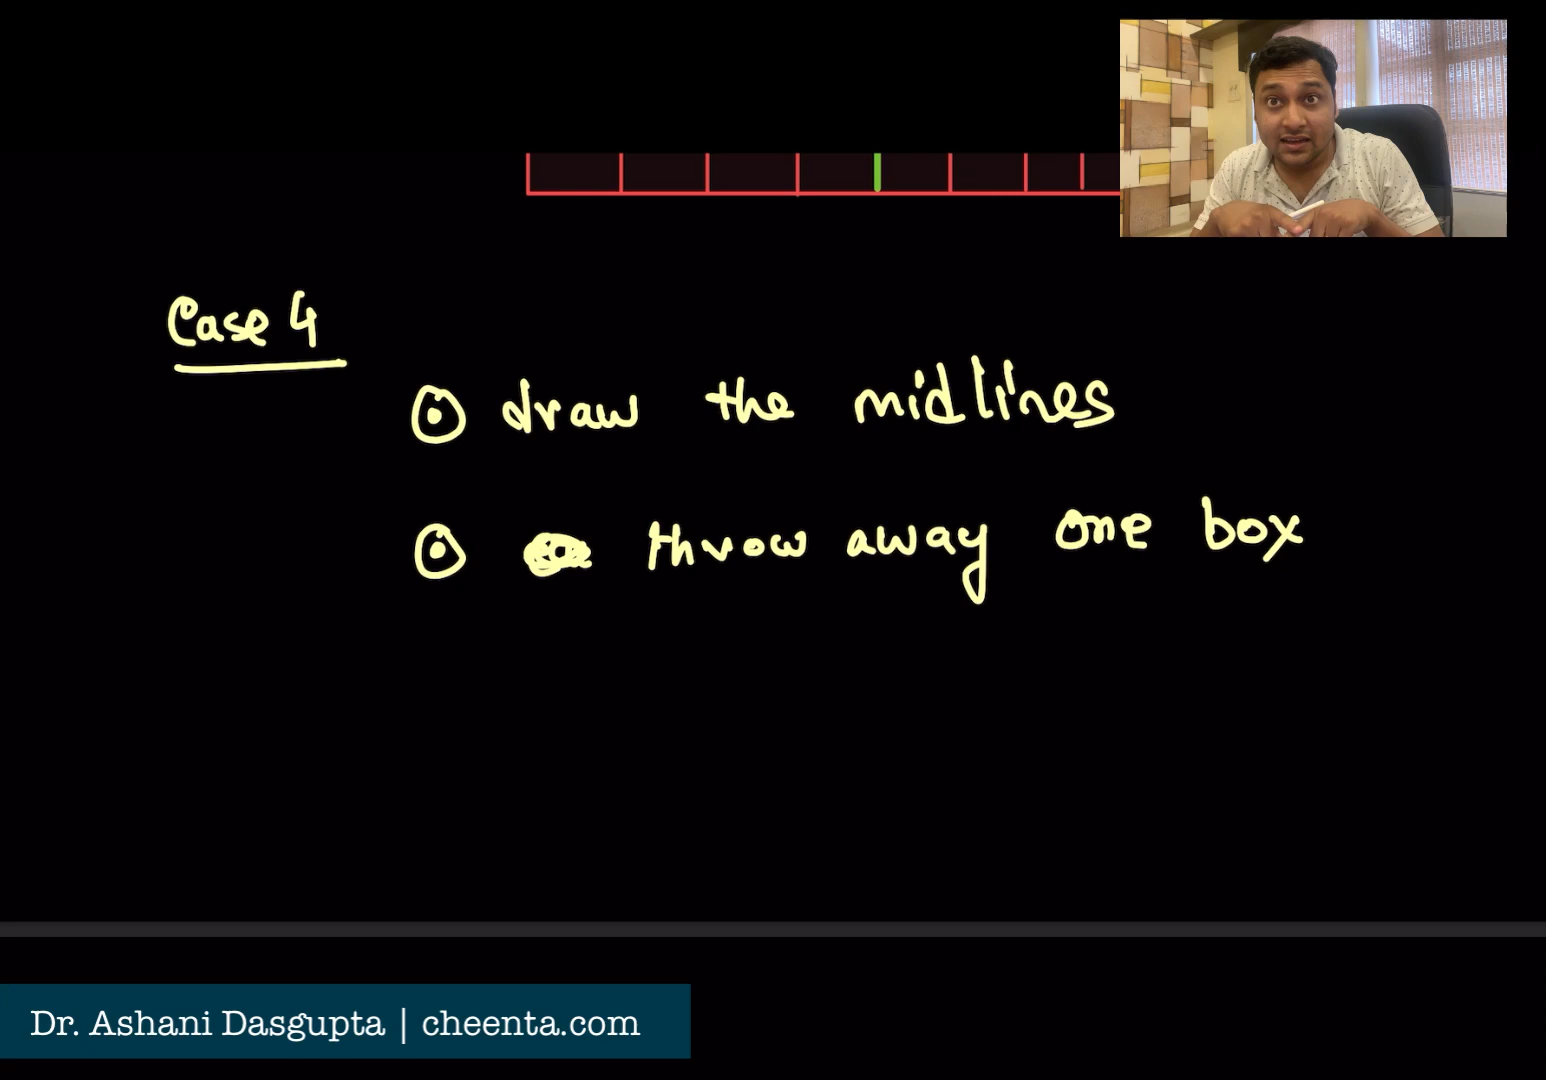 Case 4
draw the midlines
throw away one box
Dr. Ashani Dasgupta | cheenta.com